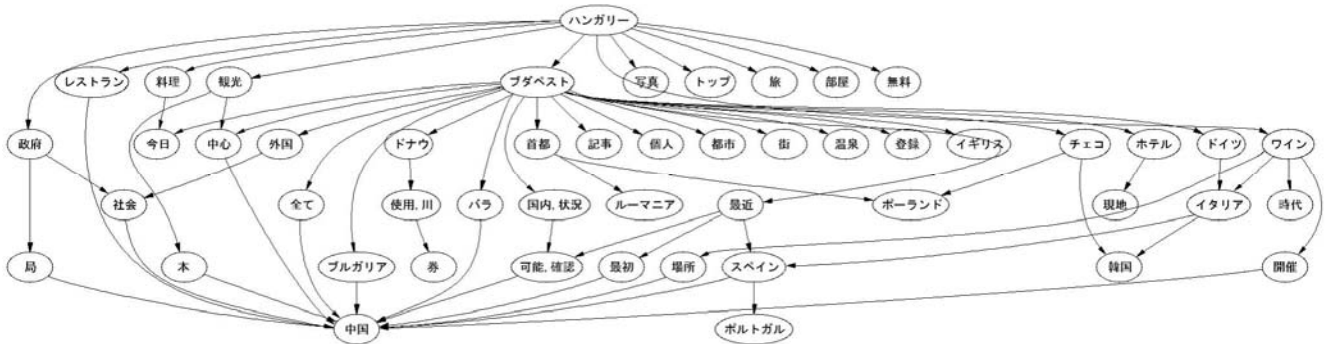 ハンガリー
レストラン 料理 観光 ブダペスト 写真 トップ 旅 部屋 無料
政府 今日 中心 外国 ドナウ 首都 記事 個人 都市 街 温泉 登録 イギリス チェコ ホテル ドイツ ワイン
社会 全て 使用, 川 バラ 国内, 状況 ルーマニア 最近 ポーランド 現地 イタリア 時代
局 本 ブルガリア 券 可能, 確認 最初 場所 スペイン 韓国 開催
中国 ポルトガル